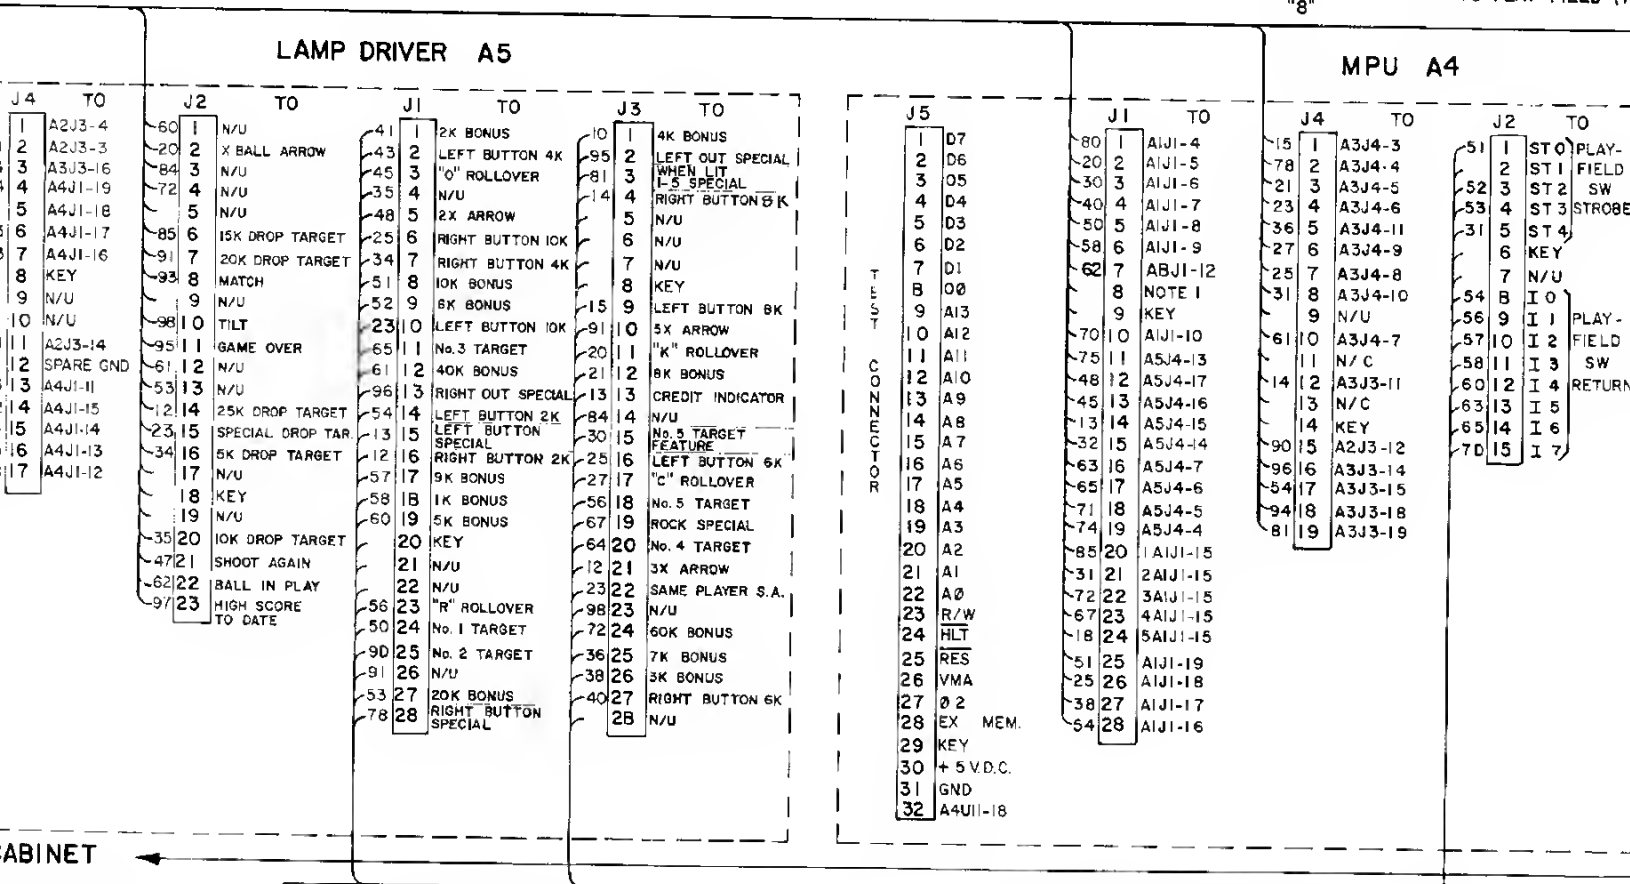 "8"
LAMP DRIVER A5
MPU A4
J4 TO
1 A2J3-4
2 A2J3-3
3 A3J3-16
4 A4J1-19
5 A4J1-18
6 A4J1-17
7 A4J1-16
8 KEY
9 N/U
10 N/U
11 A2J3-14
12 SPARE GND
13 A4J1-11
14 A4J1-15
15 A4J1-14
16 A4J1-13
17 A4J1-12
J2 TO
60 1 N/U
20 2 X BALL ARROW
84 3 N/U
72 4 N/U
5 N/U
85 6 15K DROP TARGET
91 7 20K DROP TARGET
93 8 MATCH
9 N/U
98 10 TILT
95 11 GAME OVER
61 12 N/U
53 13 N/U
12 14 25K DROP TARGET
23 15 SPECIAL DROP TAR.
34 16 5K DROP TARGET
17 N/U
18 KEY
19 N/U
35 20 10K DROP TARGET
47 21 SHOOT AGAIN
62 22 BALL IN PLAY
97 23 HIGH SCORE
TO DATE
J1 TO
41 1 2K BONUS
43 2 LEFT BUTTON 4K
45 3 "O" ROLLOVER
35 4 N/U
48 5 2X ARROW
25 6 RIGHT BUTTON 10K
34 7 RIGHT BUTTON 4K
51 8 10K BONUS
52 9 6K BONUS
23 10 LEFT BUTTON 10K
65 11 No.3 TARGET
61 12 40K BONUS
96 13 RIGHT OUT SPECIAL
54 14 LEFT BUTTON 2K
13 15 LEFT BUTTON
SPECIAL
12 16 RIGHT BUTTON 2K
57 17 9K BONUS
58 18 1K BONUS
60 19 5K BONUS
20 KEY
21 N/U
22 N/U
56 23 "R" ROLLOVER
50 24 No. 1 TARGET
90 25 No. 2 TARGET
91 26 N/U
53 27 20K BONUS
78 28 RIGHT BUTTON
SPECIAL
J3 TO
10 1 4K BONUS
95 2 LEFT OUT SPECIAL
81 3 WHEN LIT
1-5 SPECIAL
14 4 RIGHT BUTTON 8K
5 N/U
6 N/U
7 N/U
8 KEY
15 9 LEFT BUTTON 8K
91 10 5X ARROW
20 11 "K" ROLLOVER
21 12 8K BONUS
13 13 CREDIT INDICATOR
84 14 N/U
30 15 No.5 TARGET
FEATURE
25 16 LEFT BUTTON 6K
27 17 "C" ROLLOVER
56 18 No.5 TARGET
67 19 ROCK SPECIAL
64 20 No. 4 TARGET
12 21 3X ARROW
23 22 SAME PLAYER S.A.
98 23 N/U
72 24 60K BONUS
36 25 7K BONUS
38 26 3K BONUS
40 27 RIGHT BUTTON 6K
28 N/U
TEST CONNECTOR
J5
1 D7
2 D6
3 D5
4 D4
5 D3
6 D2
7 D1
8 DØ
9 A13
10 A12
11 A11
12 A10
13 A9
14 A8
15 A7
16 A6
17 A5
18 A4
19 A3
20 A2
21 A1
22 AØ
23 R/W
24 HLT
25 RES
26 VMA
27 Ø 2
28 EX MEM.
29 KEY
30 + 5 V.D.C.
31 GND
32 A4U11-18
J1 TO
80 1 A1J1-4
20 2 A1J1-5
30 3 A1J1-6
40 4 A1J1-7
50 5 A1J1-8
58 6 A1J1-9
62 7 A8J1-12
8 NOTE 1
9 KEY
70 10 A1J1-10
75 11 A5J4-13
48 12 A5J4-17
45 13 A5J4-16
13 14 A5J4-15
32 15 A5J4-14
63 16 A5J4-7
65 17 A5J4-6
71 18 A5J4-5
74 19 A5J4-4
85 20 1A1J1-15
31 21 2A1J1-15
72 22 3A1J1-15
67 23 4A1J1-15
18 24 5A1J1-15
51 25 A1J1-19
25 26 A1J1-18
38 27 A1J1-17
54 28 A1J1-16
J4 TO
15 1 A3J4-3
78 2 A3J4-4
21 3 A3J4-5
23 4 A3J4-6
36 5 A3J4-11
27 6 A3J4-9
25 7 A3J4-8
31 8 A3J4-10
9 N/U
61 10 A3J4-7
11 N/C
14 12 A3J3-11
13 N/C
14 KEY
90 15 A2J3-12
96 16 A3J3-14
54 17 A3J3-15
94 18 A3J3-18
81 19 A3J3-19
J2 TO
51 1 ST 0 PLAY-
2 ST 1 FIELD
52 3 ST 2 SW
53 4 ST 3 STROBE
31 5 ST 4
6 KEY
7 N/U
54 8 I 0
56 9 I 1 PLAY-
57 10 I 2 FIELD
58 11 I 3 SW
60 12 I 4 RETURN
63 13 I 5
65 14 I 6
70 15 I 7
CABINET